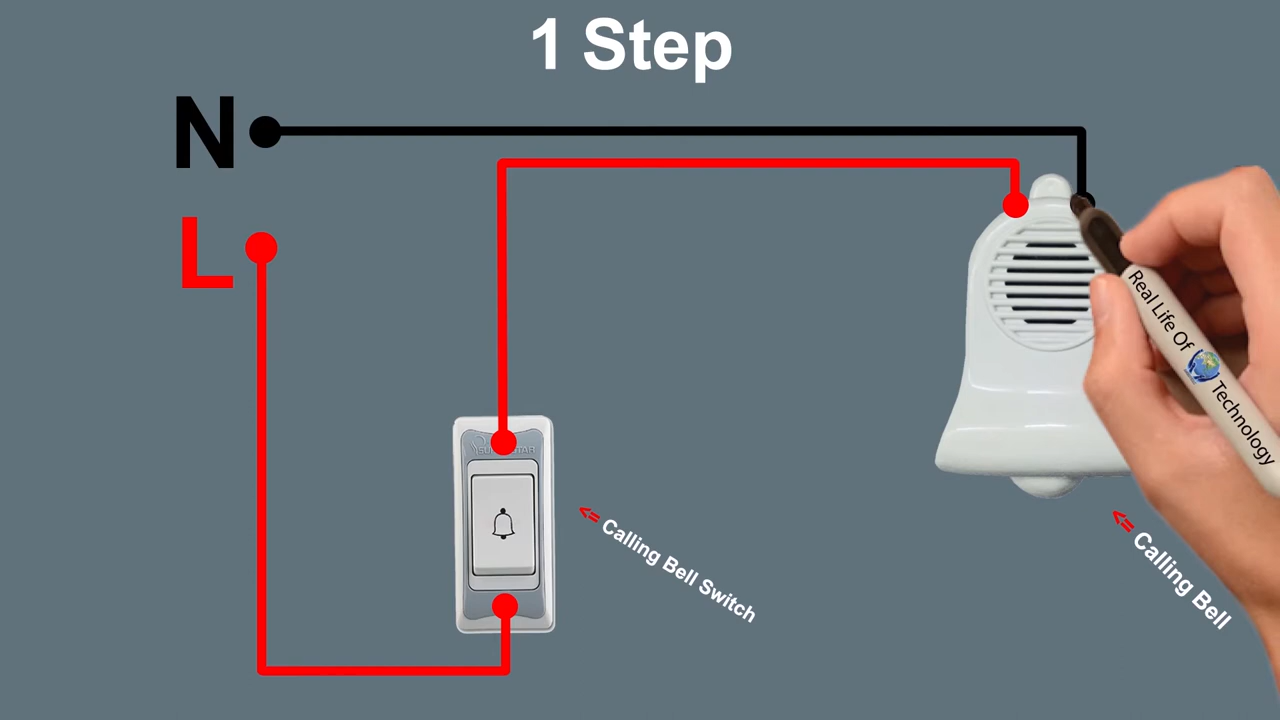 1 Step
N
L
<= Calling Bell Switch
<= Calling Bell
Real Life Of Technology